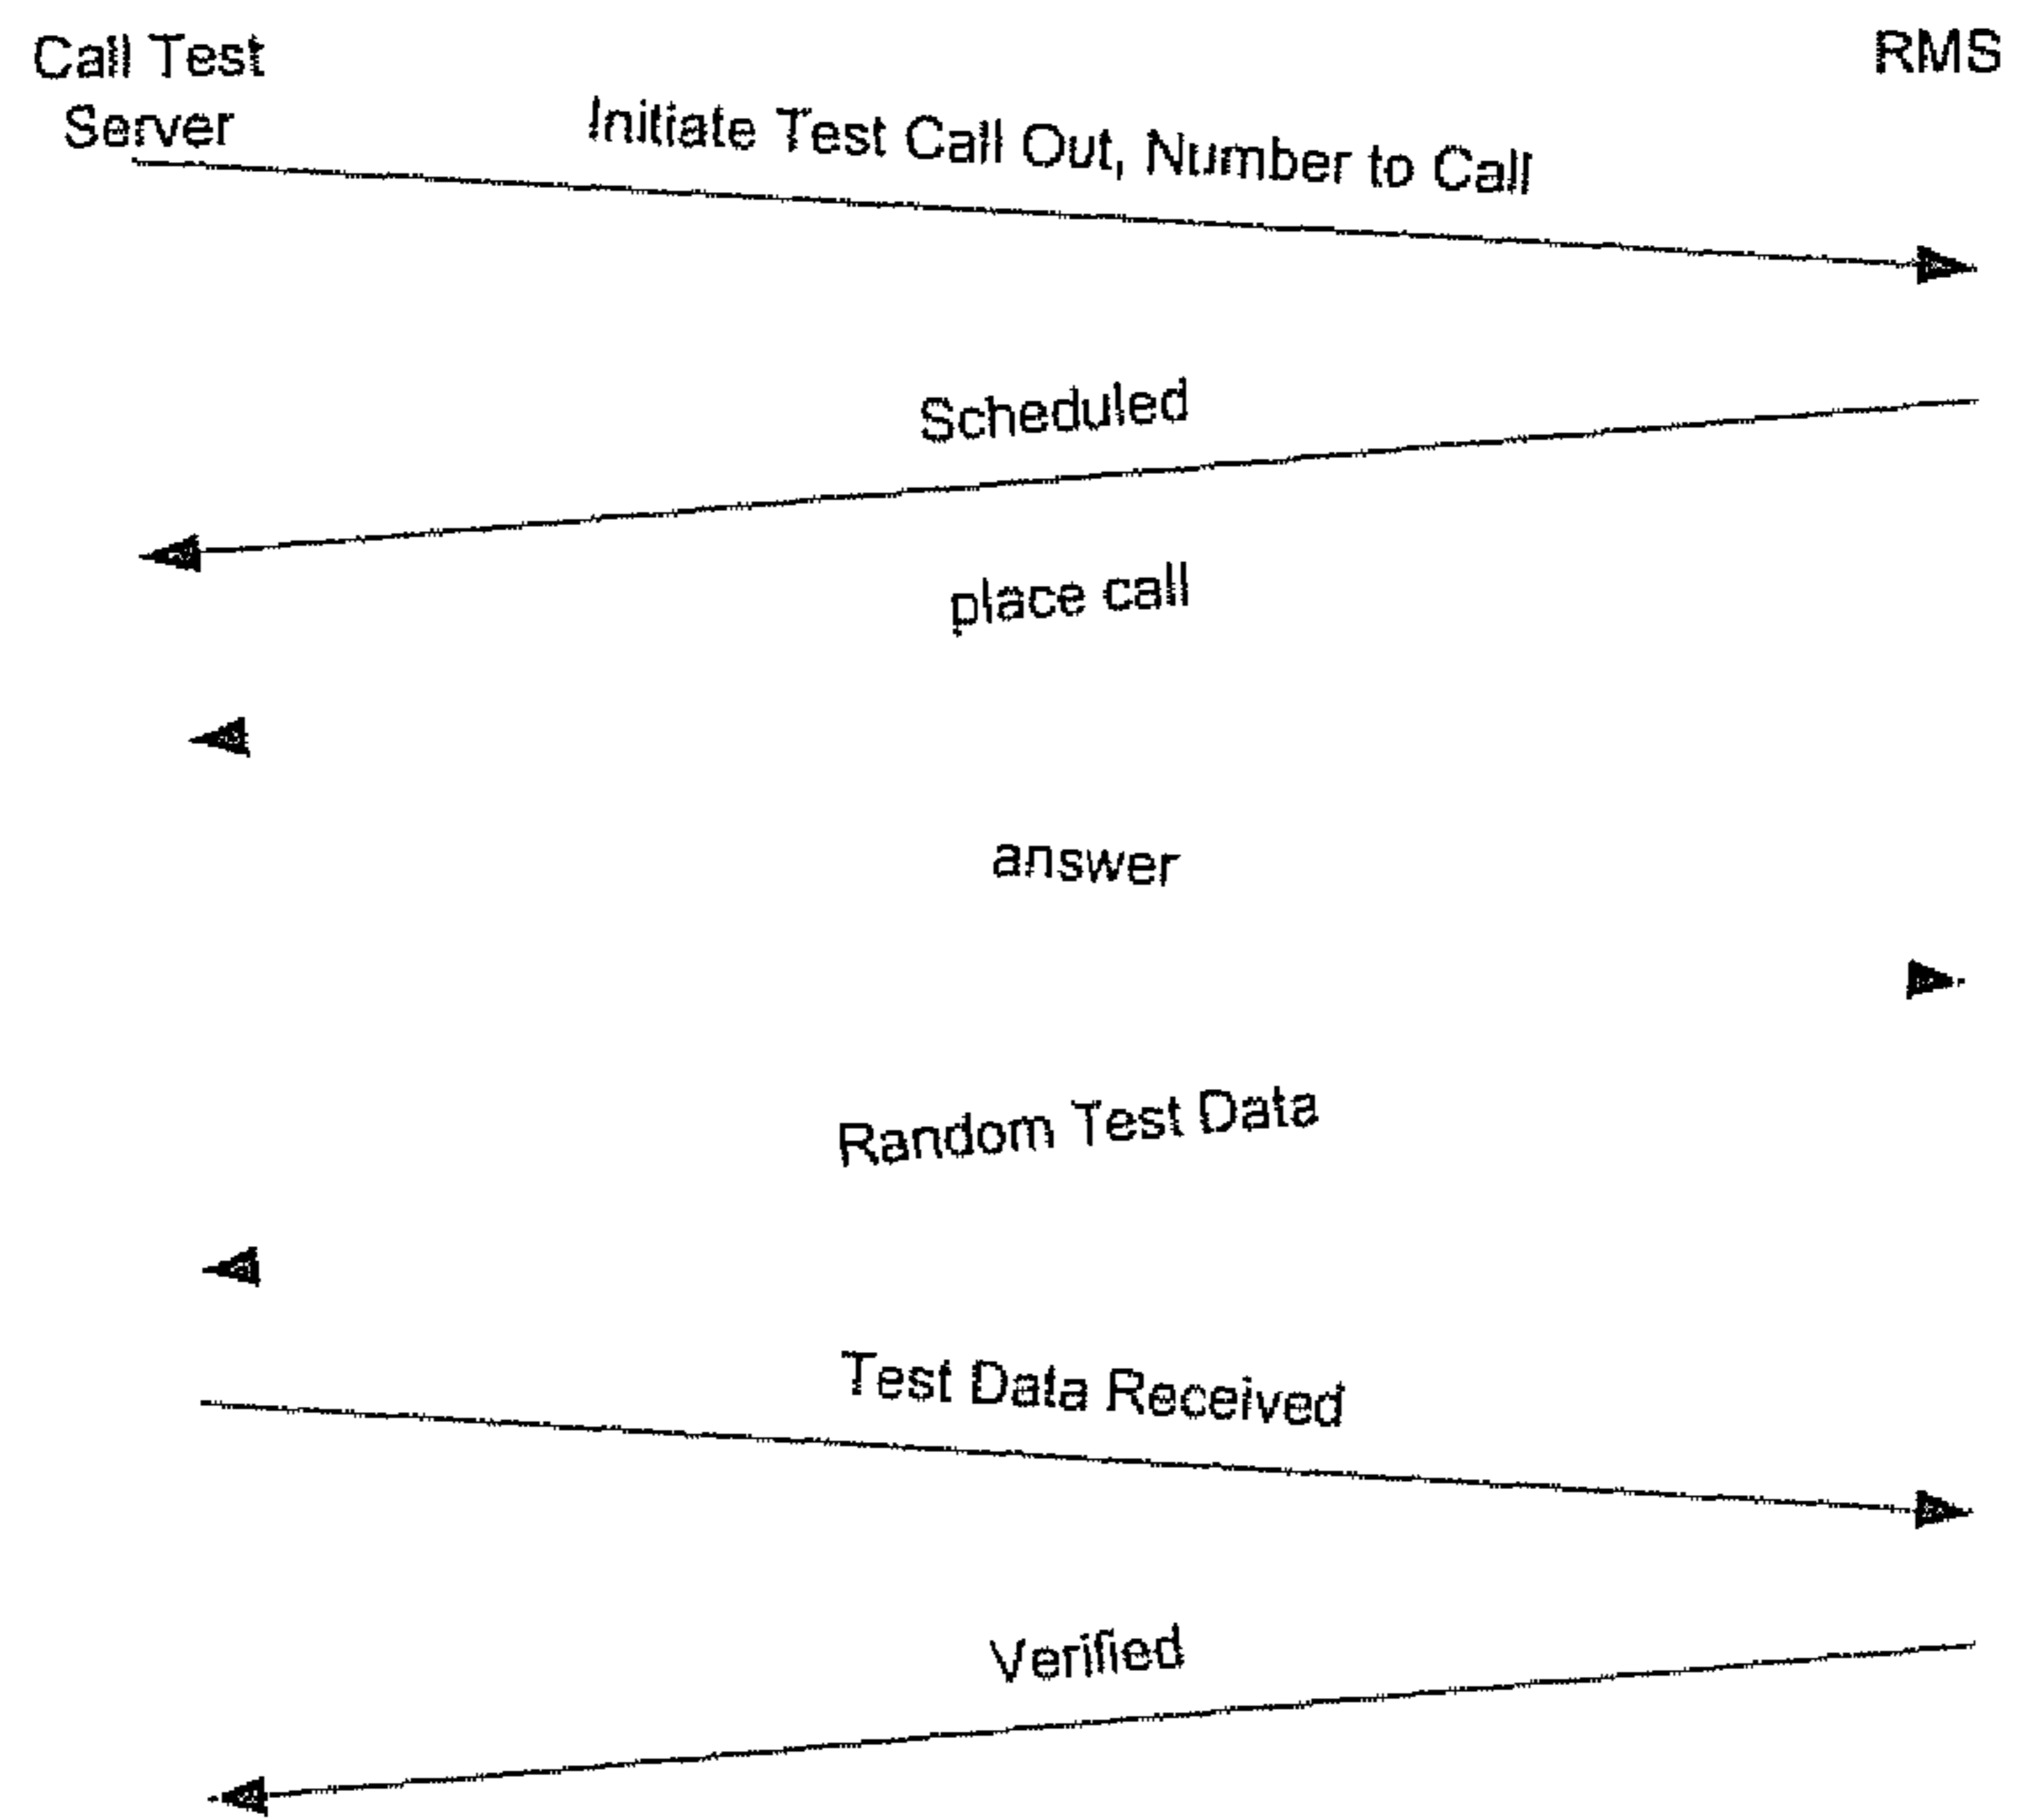 Call Test
Server
RMS
Initiate Test Call Out, Number to Call
Scheduled
place call
answer
Random Test Data
Test Data Received
Verified